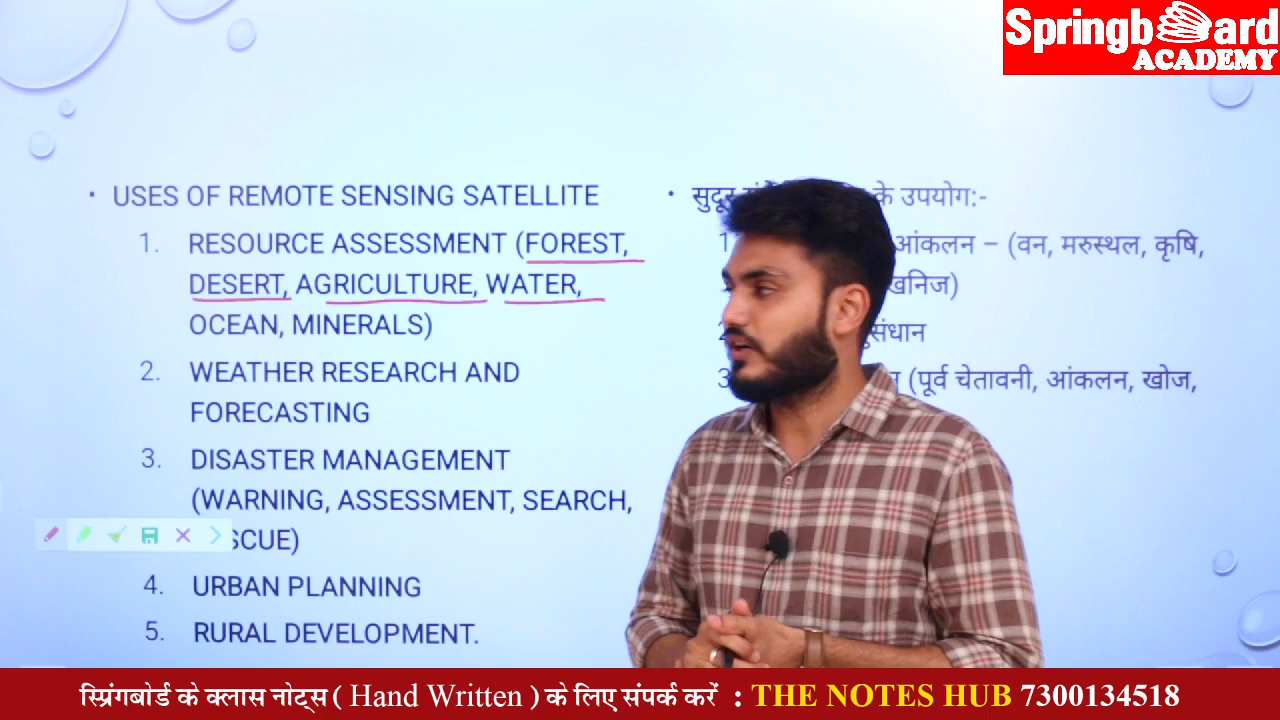 Springboard
ACADEMY
• USES OF REMOTE SENSING SATELLITE
1. RESOURCE ASSESSMENT (FOREST,
DESERT, AGRICULTURE, WATER,
OCEAN, MINERALS)
2. WEATHER RESEARCH AND
FORECASTING
3. DISASTER MANAGEMENT
(WARNING, ASSESSMENT, SEARCH,
SCUE)
4. URBAN PLANNING
5. RURAL DEVELOPMENT.
• के उपयोग:-
1 आंकलन – (वन, मरुस्थल, कृषि,
खनिज)
2
3 (पूर्व चेतावनी, आंकलन, खोज,
स्प्रिंगबोर्ड के क्लास नोट्स ( Hand Written ) के लिए संपर्क करें : THE NOTES HUB 7300134518